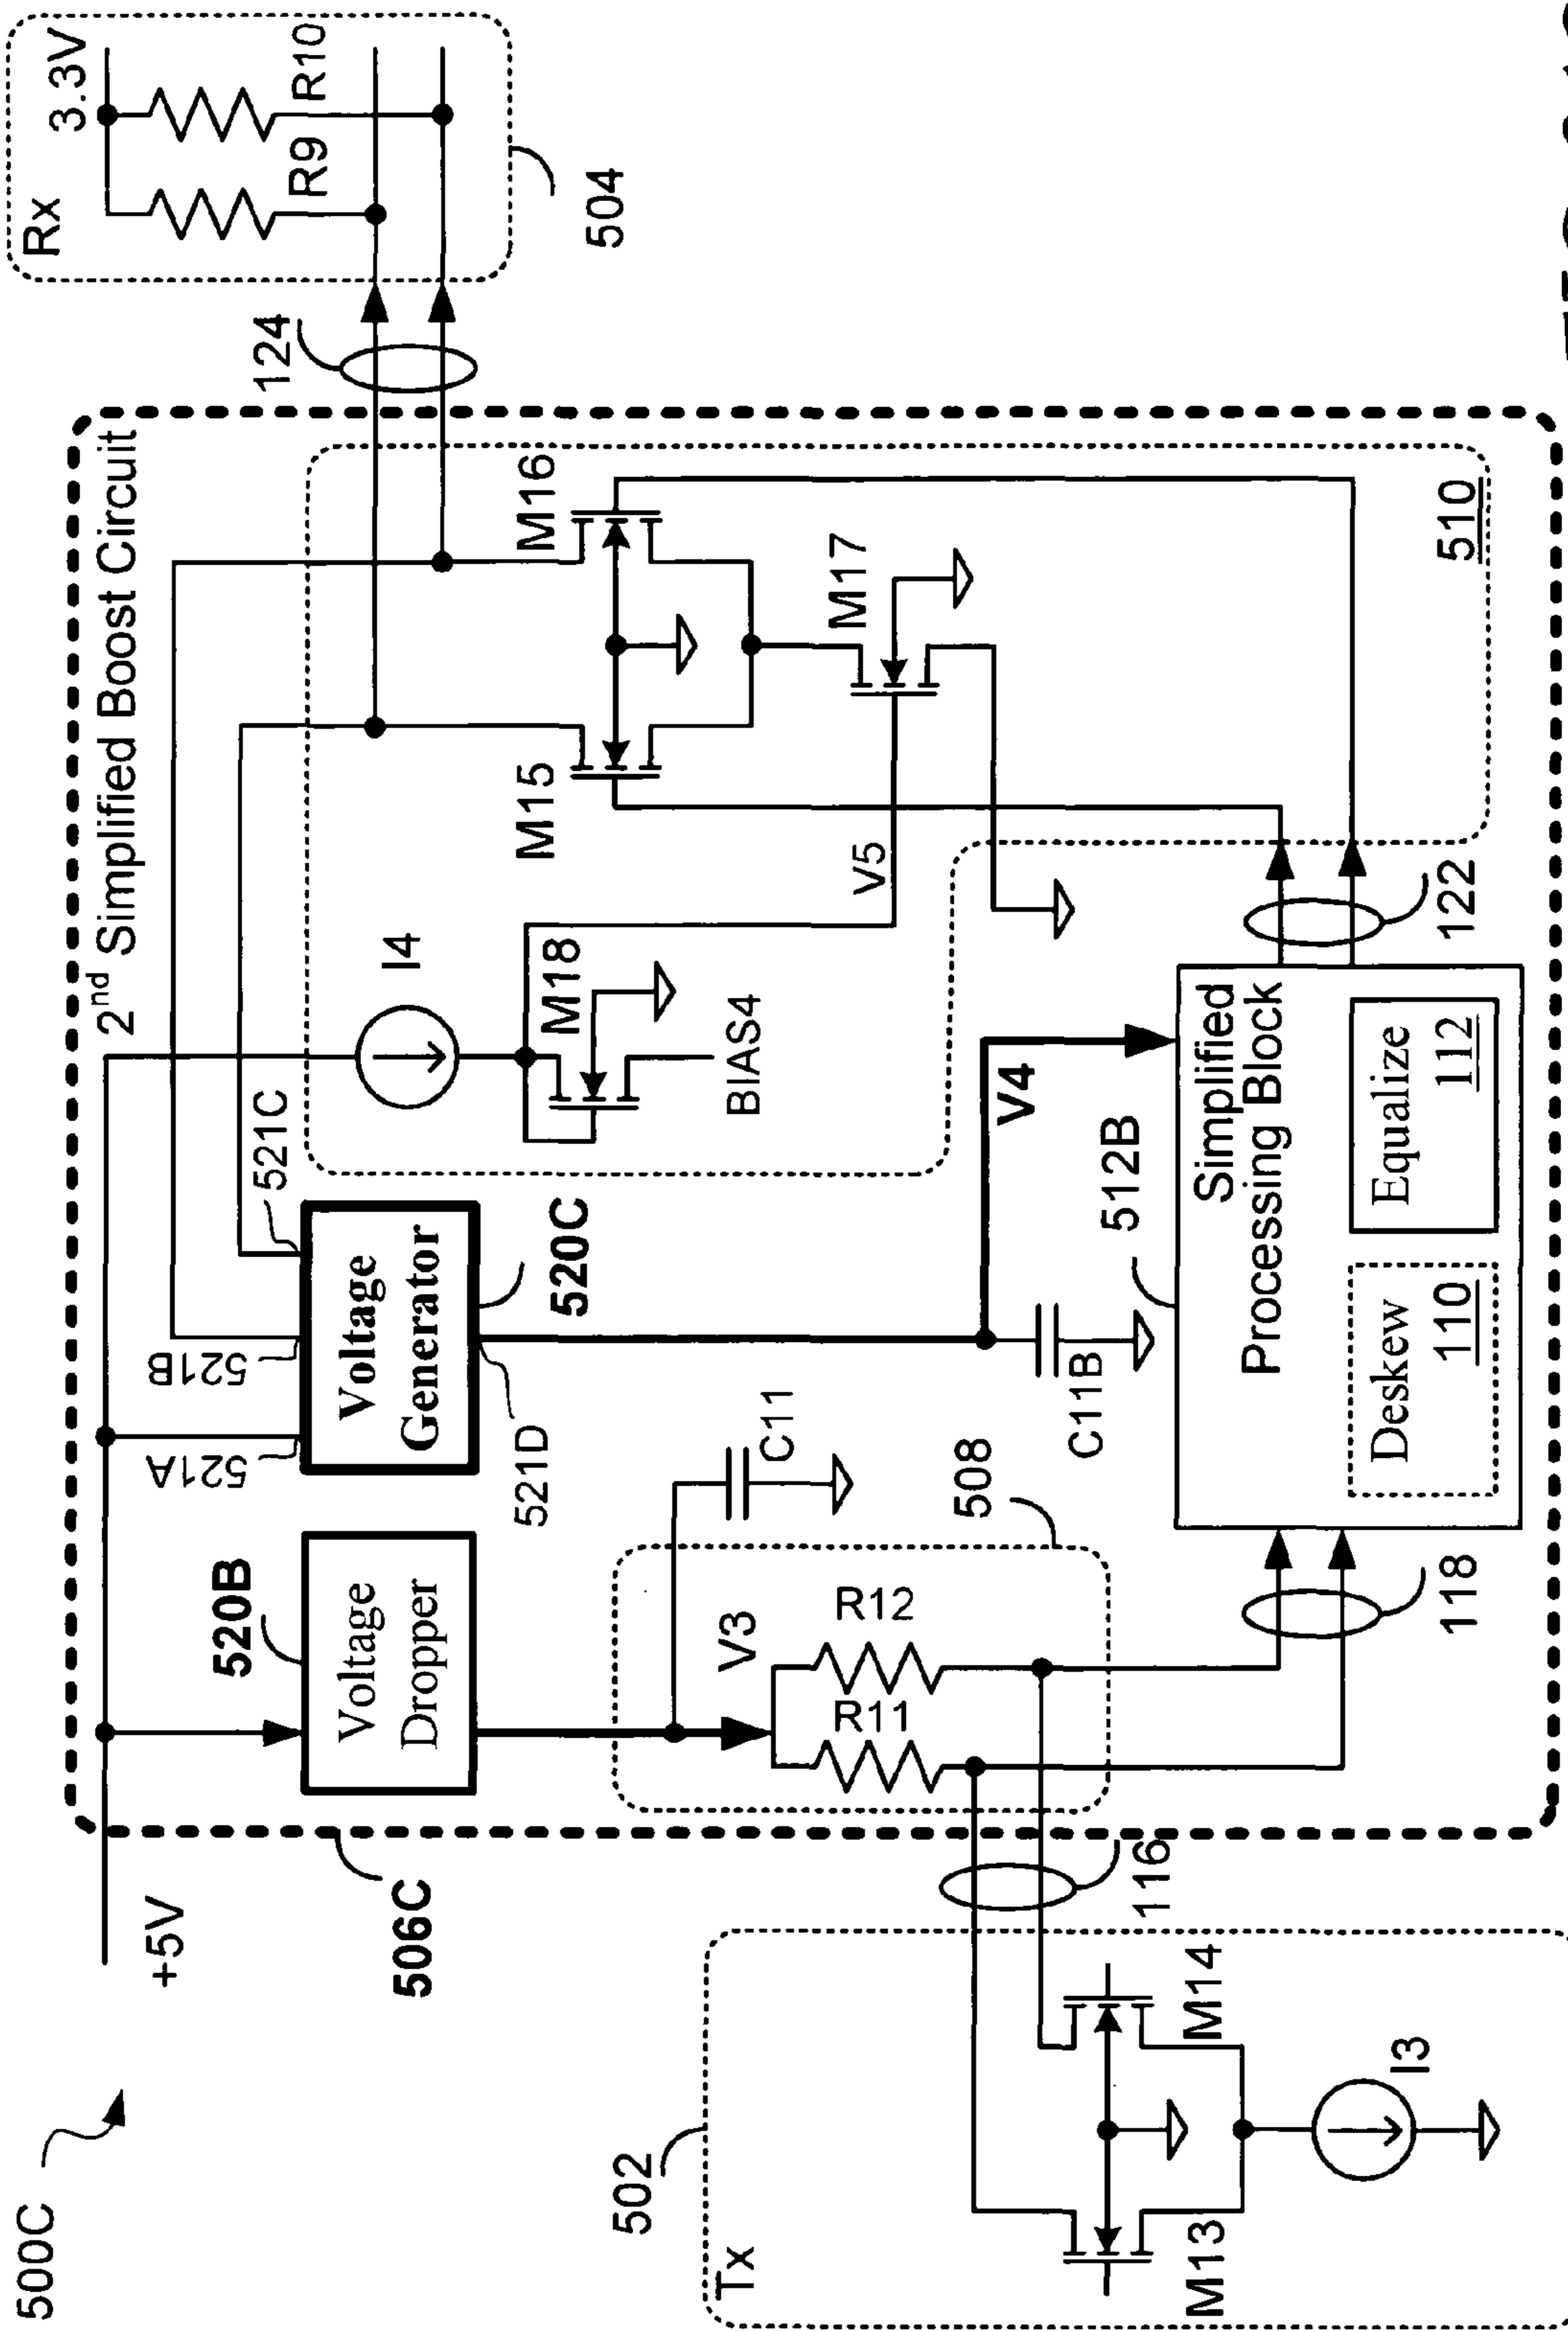 500C
+5V
506C
2nd Simplified Boost Circuit
520B
Voltage
Dropper
521A
521B
521C
Voltage
Generator
520C
521D
I4
M18
BIAS4
M15
M16
V5
M17
510
124
Rx
3.3V
R9
R10
504
C11
508
V3
R11
R12
C11B
V4
512B
Simplified
Processing Block
Deskew
110
Equalize
112
118
122
116
502
Tx
M13
M14
I3